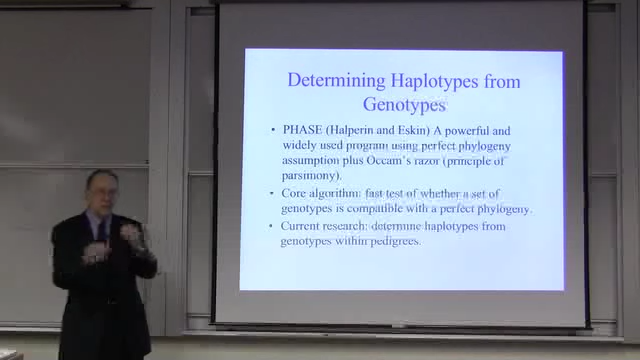 Determining Haplotypes from
Genotypes
• PHASE (Halperin and Eskin) A powerful and
widely used program using perfect phylogeny
assumption plus Occam's razor (principle of
parsimony).
• Core algorithm: fast test of whether a set of
genotypes is compatible with a perfect phylogeny.
• Current research: determine haplotypes from
genotypes within pedigrees.